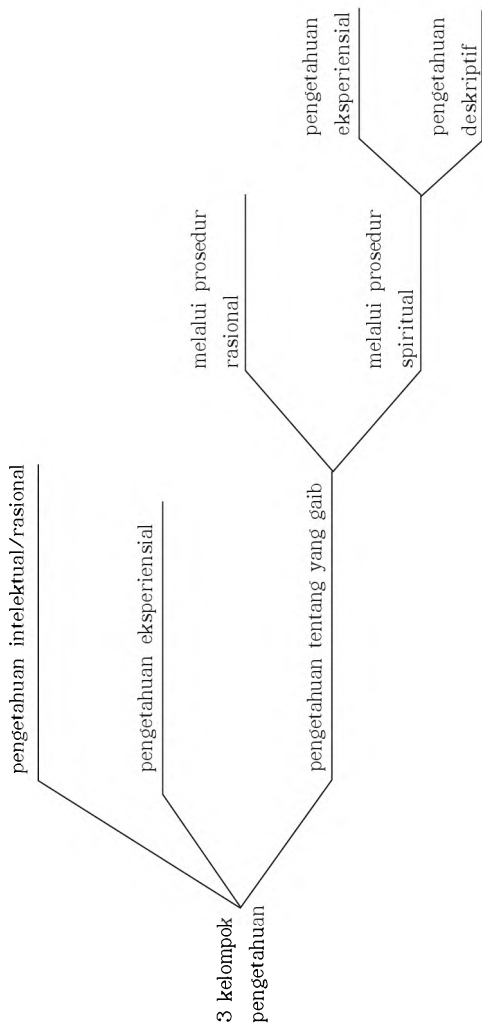 3 kelompok
pengetahuan
pengetahuan intelektual/rasional
pengetahuan eksperiensial
pengetahuan tentang yang gaib
melalui prosedur
rasional
melalui prosedur
spiritual
pengetahuan
eksperiensial
pengetahuan
deskriptif